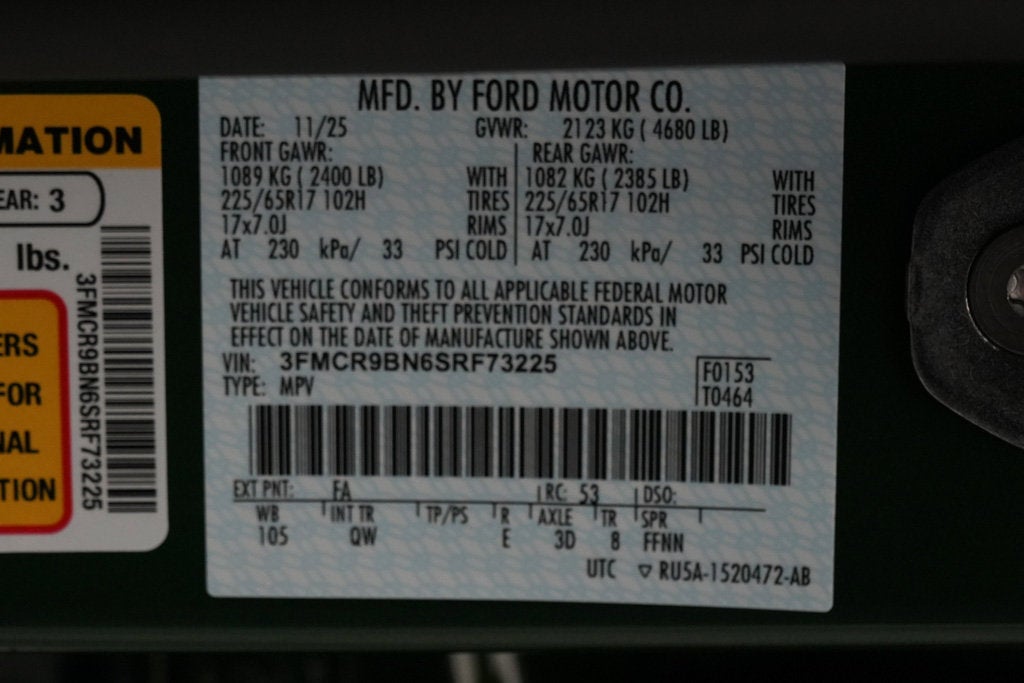 MATION
EAR: 3
lbs.
3FMCR9BN6SRF73225
ERS
FOR
NAL
TION
MFD. BY FORD MOTOR CO.
DATE: 11/25 GVWR: 2123 KG ( 4680 LB)
FRONT GAWR: REAR GAWR:
1089 KG ( 2400 LB) WITH 1082 KG ( 2385 LB) WITH
225/65R17 102H TIRES 225/65R17 102H TIRES
17x7.0J RIMS 17x7.0J RIMS
AT 230 kPa/ 33 PSI COLD AT 230 kPa/ 33 PSI COLD
THIS VEHICLE CONFORMS TO ALL APPLICABLE FEDERAL MOTOR
VEHICLE SAFETY AND THEFT PREVENTION STANDARDS IN
EFFECT ON THE DATE OF MANUFACTURE SHOWN ABOVE.
VIN: 3FMCR9BN6SRF73225
TYPE: MPV
F0153
T0464
EXT PNT: FA RC: 53 DSO:
WB INT TR TP/PS R AXLE TR SPR
105 QW E 3D 8 FFNN
UTC ▽ RU5A-1520472-AB